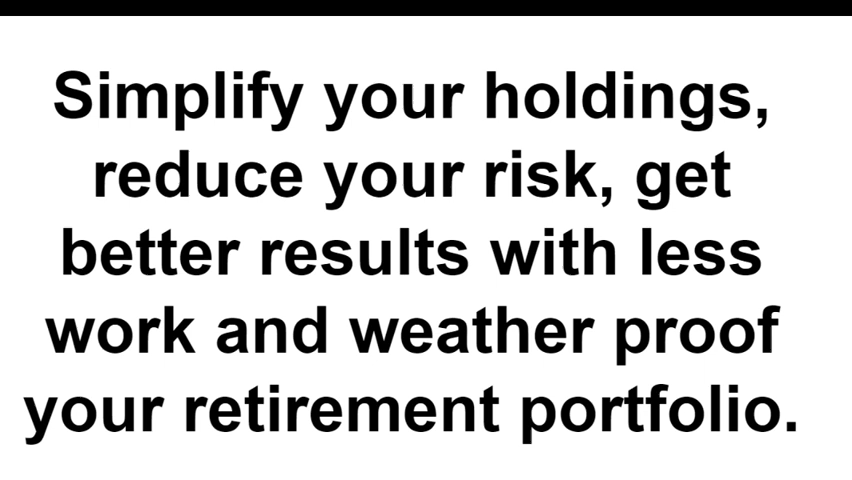 Simplify your holdings,
reduce your risk, get
better results with less
work and weather proof
your retirement portfolio.